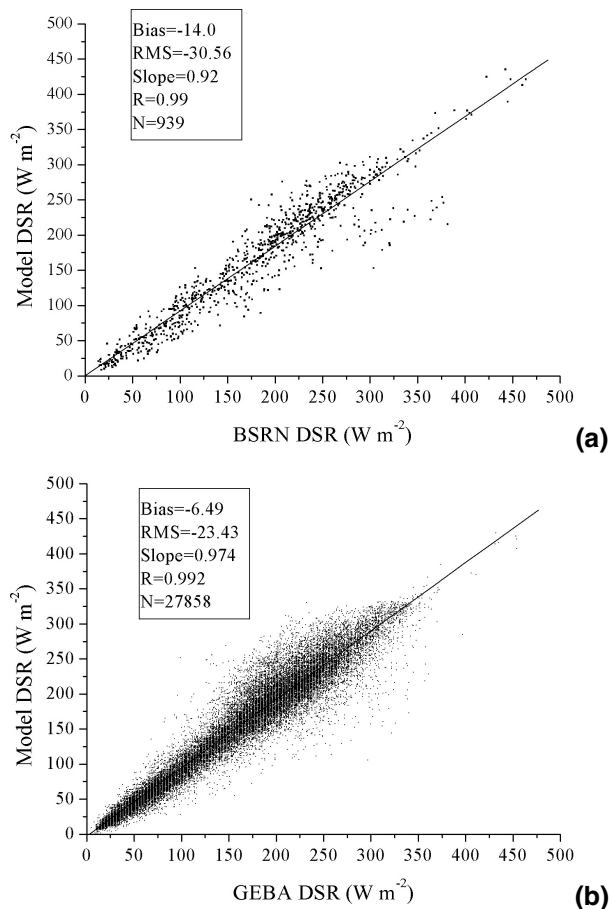 Bias=-14.0
RMS=-30.56
Slope=0.92
R=0.99
N=939
Model DSR (W m⁻²)
500
450
400
350
300
250
200
150
100
50
0
0 50 100 150 200 250 300 350 400 450 500
BSRN DSR (W m⁻²)
(a)
Bias=-6.49
RMS=-23.43
Slope=0.974
R=0.992
N=27858
Model DSR (W m⁻²)
500
450
400
350
300
250
200
150
100
50
0
0 50 100 150 200 250 300 350 400 450 500
GEBA DSR (W m⁻²)
(b)